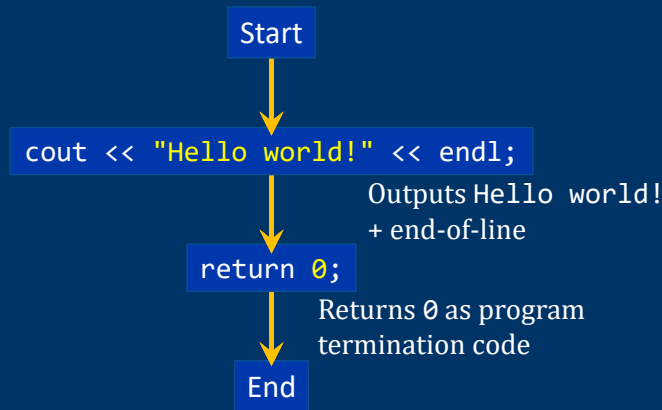 Start
cout << "Hello world!" << endl;
Outputs Hello world!
+ end-of-line
return 0;
Returns 0 as program
termination code
End